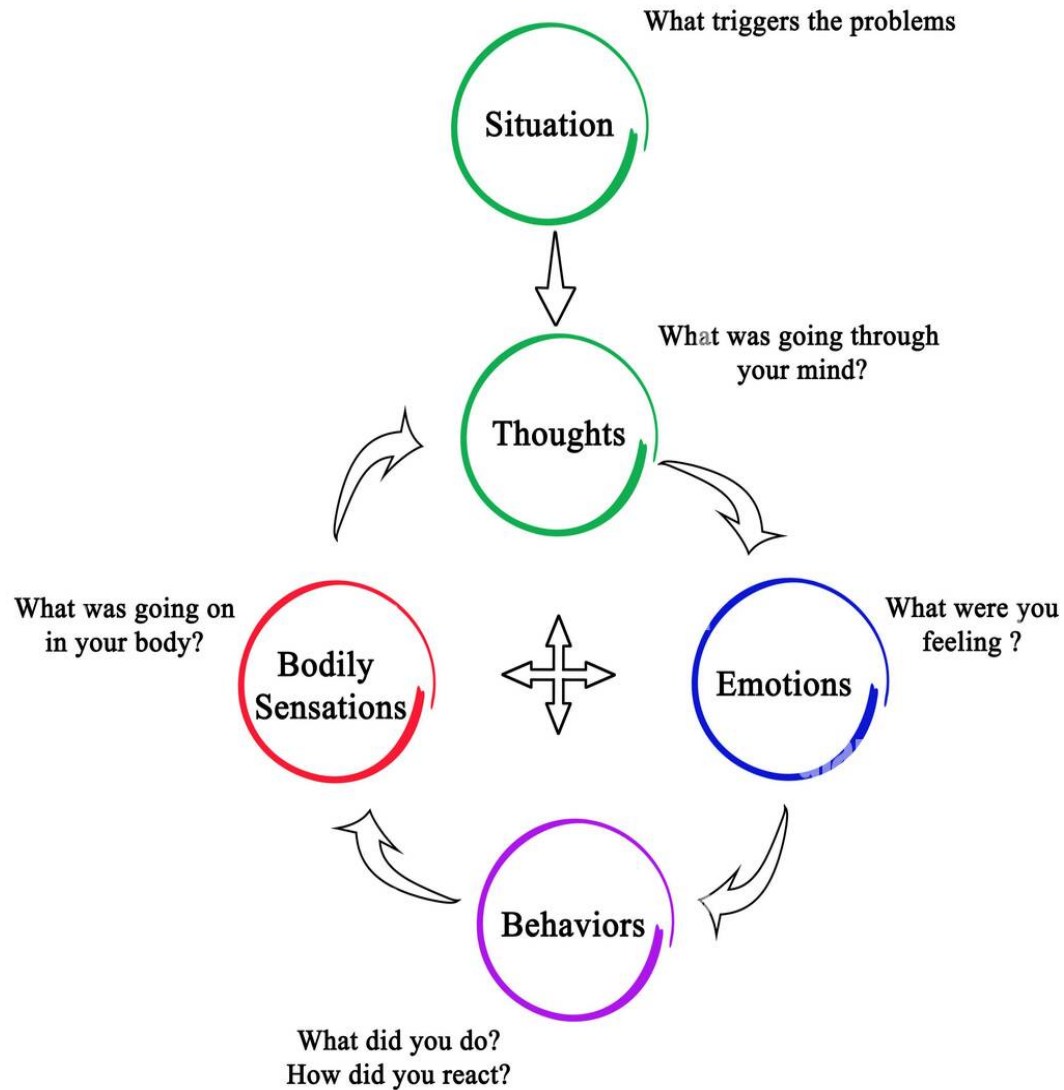 What triggers the problems
Situation
What was going through
your mind?
Thoughts
What was going on
in your body?
Bodily
Sensations
What were you
feeling ?
Emotions
Behaviors
What did you do?
How did you react?